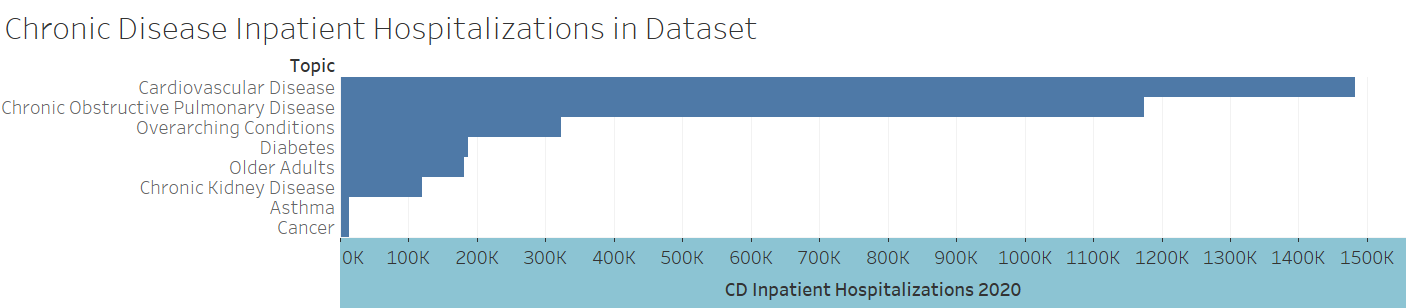 Chronic Disease Inpatient Hospitalizations in Dataset
Topic
Cardiovascular Disease
Chronic Obstructive Pulmonary Disease
Overarching Conditions
Diabetes
Older Adults
Chronic Kidney Disease
Asthma
Cancer
0K 100K 200K 300K 400K 500K 600K 700K 800K 900K 1000K 1100K 1200K 1300K 1400K 1500K
CD Inpatient Hospitalizations 2020